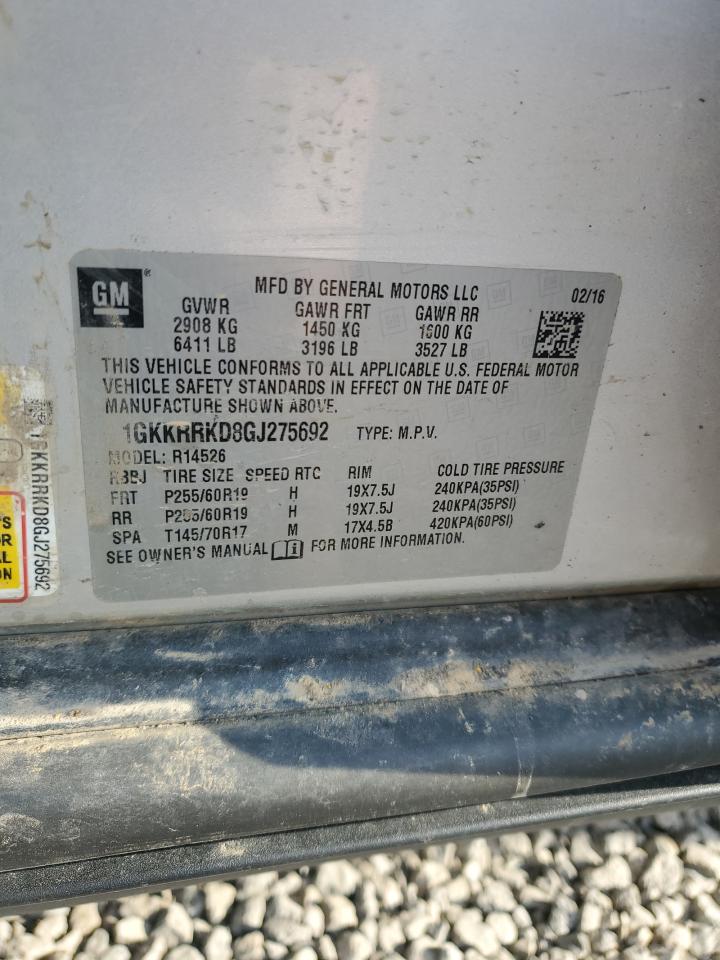 GM ®
MFD BY GENERAL MOTORS LLC 02/16
GVWR GAWR FRT GAWR RR
2908 KG 1450 KG 1600 KG
6411 LB 3196 LB 3527 LB
THIS VEHICLE CONFORMS TO ALL APPLICABLE U.S. FEDERAL MOTOR
VEHICLE SAFETY STANDARDS IN EFFECT ON THE DATE OF
MANUFACTURE SHOWN ABOVE.
1GKKRRKD8GJ275692 TYPE: M.P.V.
MODEL: R14526
TIRE SIZE SPEED RTG RIM COLD TIRE PRESSURE
FRT P255/60R19 H 19X7.5J 240KPA(35PSI)
RR P255/60R19 H 19X7.5J 240KPA(35PSI)
SPA T145/70R17 M 17X4.5B 420KPA(60PSI)
SEE OWNER'S MANUAL i FOR MORE INFORMATION.
1GKKRRKD8GJ275692
'S
OR
AL
ON